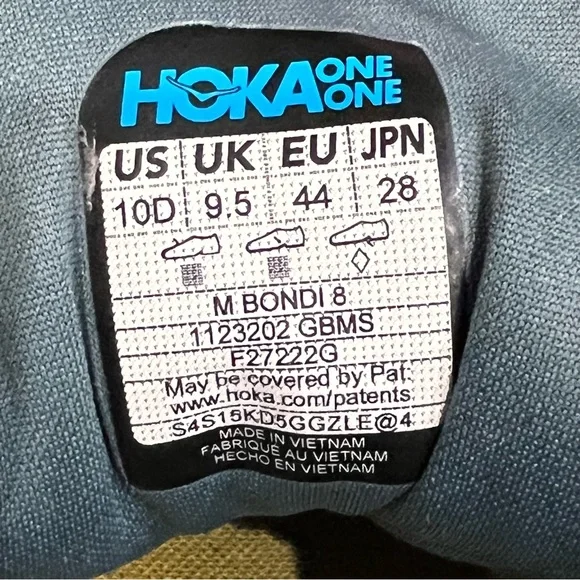 HOKA ONE ONE
US UK EU JPN
10D 9.5 44 28
M BONDI 8
1123202 GBMS
F27222G
May be covered by Pat:
www.hoka.com/patents
S4S15KD5GGZLE@4
MADE IN VIETNAM
FABRIQUÉ AU VIETNAM
HECHO EN VIETNAM